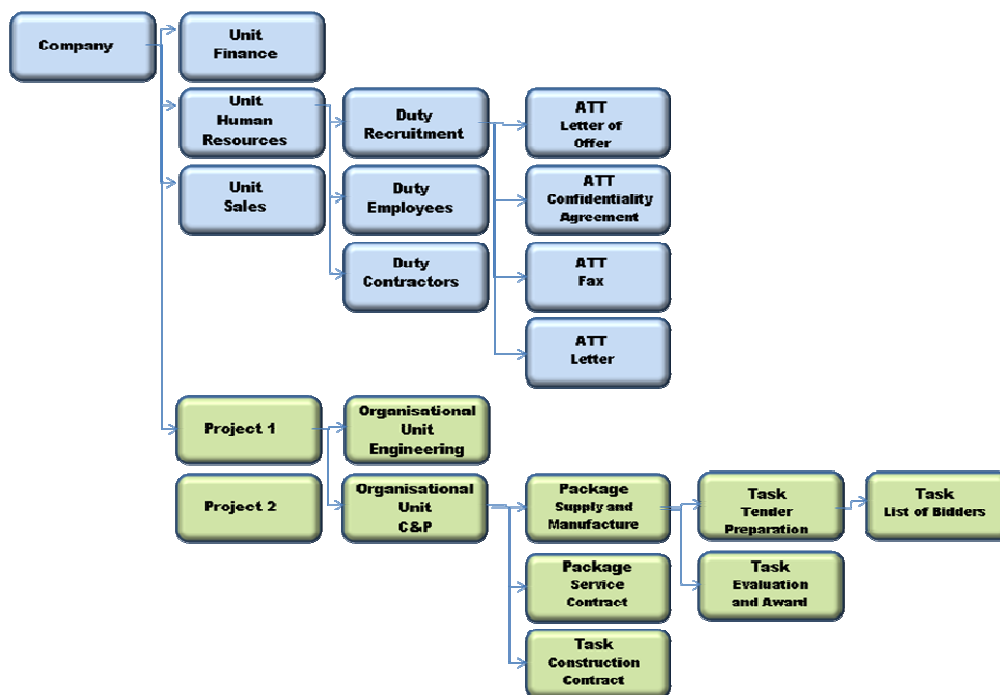 Company
Unit
Finance
Unit
Human
Resources
Unit
Sales
Duty
Recruitment
Duty
Employees
Duty
Contractors
ATT
Letter of
Offer
ATT
Confidentiality
Agreement
ATT
Fax
ATT
Letter
Project 1
Project 2
Organisational
Unit
Engineering
Organisational
Unit
C&P
Package
Supply and
Manufacture
Package
Service
Contract
Task
Construction
Contract
Task
Tender
Preparation
Task
Evaluation
and Award
Task
List of Bidders